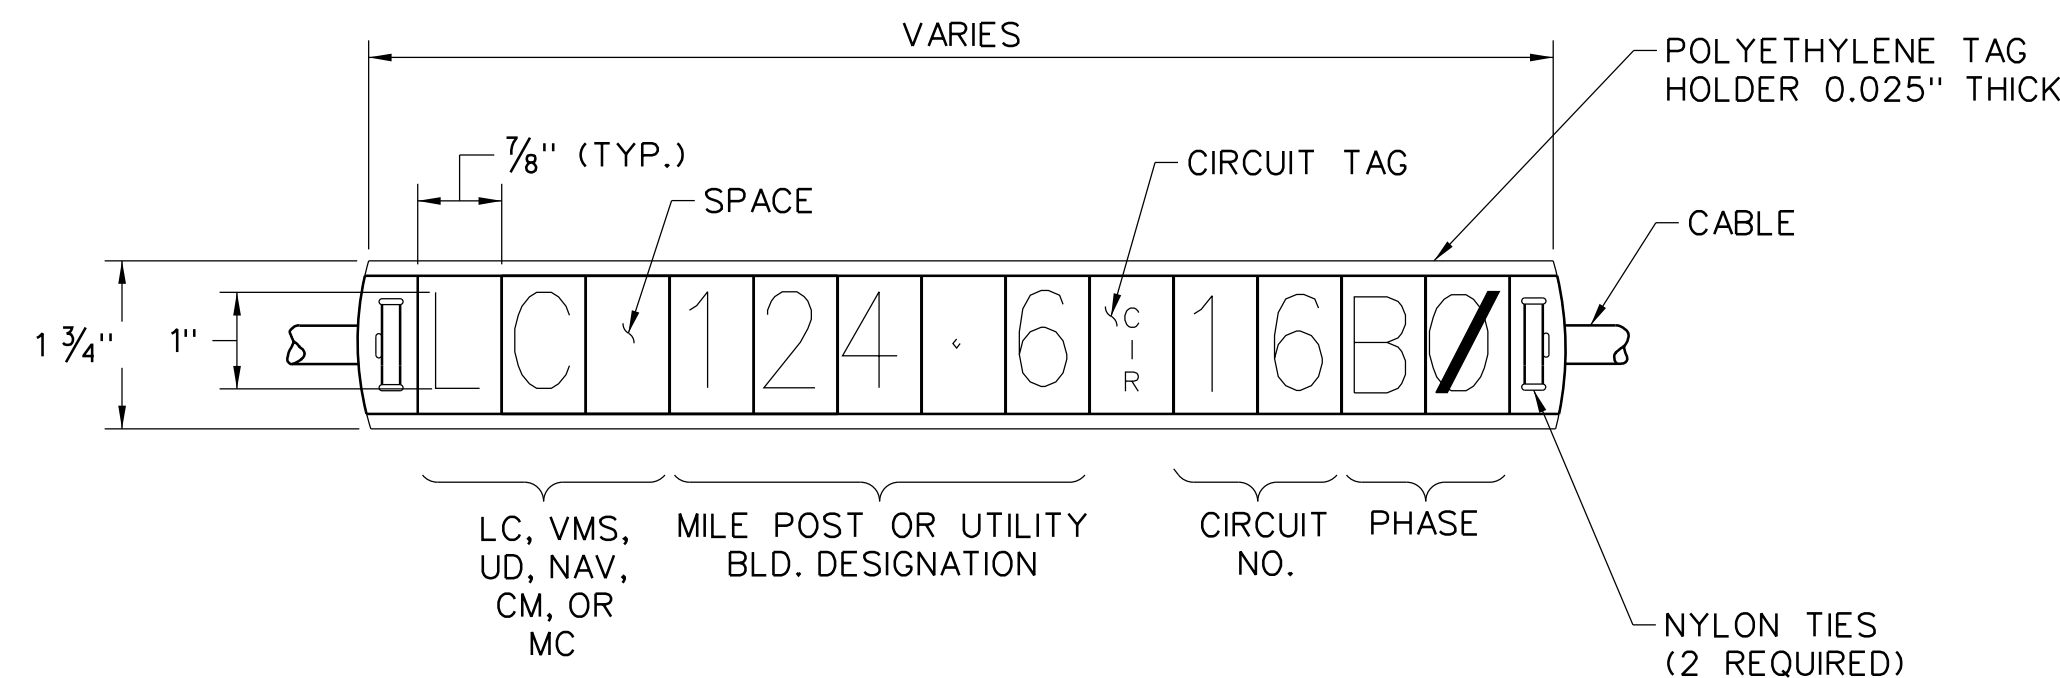 VARIES
POLYETHYLENE TAG
HOLDER 0.025" THICK
7/8" (TYP.)
SPACE
CIRCUIT TAG
CABLE
1 3/4"
1"
LC 124.6 CIR 16BØ
LC, VMS,
UD, NAV,
CM, OR
MC
MILE POST OR UTILITY
BLD. DESIGNATION
CIRCUIT
NO.
PHASE
NYLON TIES
(2 REQUIRED)